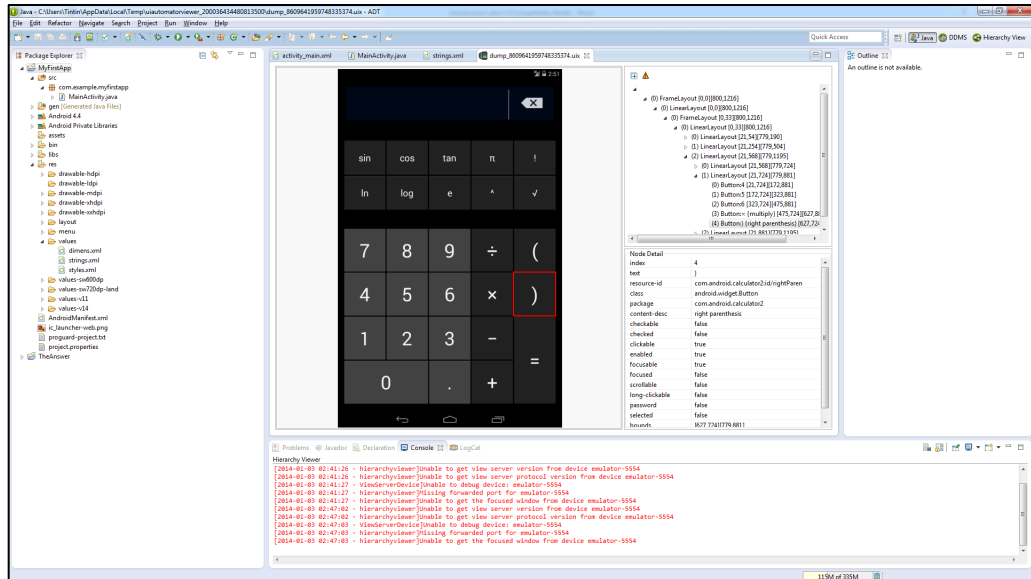 Java - C:\Users\Tintin\AppData\Local\Temp\uiautomatorviewer_2000364344808135​00\dump_8609641959748335374.uix - ADT
File Edit Refactor Navigate Search Project Run Window Help
Quick Access
Java
DDMS
Hierarchy View
Package Explorer
MyFirstApp
src
com.example.myfirstapp
MainActivity.java
gen [Generated Java Files]
Android 4.4
Android Private Libraries
assets
bin
libs
res
drawable-hdpi
drawable-ldpi
drawable-mdpi
drawable-xhdpi
drawable-xxhdpi
layout
menu
values
dimens.xml
strings.xml
styles.xml
values-sw600dp
values-sw720dp-land
values-v11
values-v14
AndroidManifest.xml
ic_launcher-web.png
proguard-project.txt
project.properties
TheAnswer
activity_main.xml
MainActivity.java
strings.xml
dump_8609641959748335374.uix
2:51
sin cos tan π !
ln log e ^ √
7 8 9 ÷ (
4 5 6 × )
1 2 3 −
=
0 . +
(0) FrameLayout [0,0][800,1216]
(0) LinearLayout [0,0][800,1216]
(0) FrameLayout [0,33][800,1216]
(0) LinearLayout [0,33][800,1216]
(0) LinearLayout [21,54][779,190]
(1) LinearLayout [21,254][779,504]
(2) LinearLayout [21,568][779,1195]
(0) LinearLayout [21,568][779,724]
(1) LinearLayout [21,724][779,881]
(0) Button:4 [21,724][172,881]
(1) Button:5 [172,724][323,881]
(2) Button:6 [323,724][475,881]
(3) Button:× {multiply} [475,724][627,8
(4) Button:) {right parenthesis} [627,724
(2) LinearLayout [21,881][779,1195]
Node Detail
index 4
text )
resource-id com.android.calculator2:id/rightParen
class android.widget.Button
package com.android.calculator2
content-desc right parenthesis
checkable false
checked false
clickable true
enabled true
focusable true
focused false
scrollable false
long-clickable false
password false
selected false
bounds [627,724][779,881]
Outline
An outline is not available.
Problems @ Javadoc Declaration Console LogCat
Hierarchy Viewer
[2014-01-03 02:41:26 - hierarchyviewer]Unable to get view server version from device emulator-5554
[2014-01-03 02:41:26 - hierarchyviewer]Unable to get view server protocol version from device emulator-5554
[2014-01-03 02:41:27 - ViewServerDevice]Unable to debug device: emulator-5554
[2014-01-03 02:41:27 - hierarchyviewer]Missing forwarded port for emulator-5554
[2014-01-03 02:41:27 - hierarchyviewer]Unable to get the focused window from device emulator-5554
[2014-01-03 02:47:02 - hierarchyviewer]Unable to get view server version from device emulator-5554
[2014-01-03 02:47:02 - hierarchyviewer]Unable to get view server protocol version from device emulator-5554
[2014-01-03 02:47:03 - ViewServerDevice]Unable to debug device: emulator-5554
[2014-01-03 02:47:03 - hierarchyviewer]Missing forwarded port for emulator-5554
[2014-01-03 02:47:03 - hierarchyviewer]Unable to get the focused window from device emulator-5554
115M of 335M